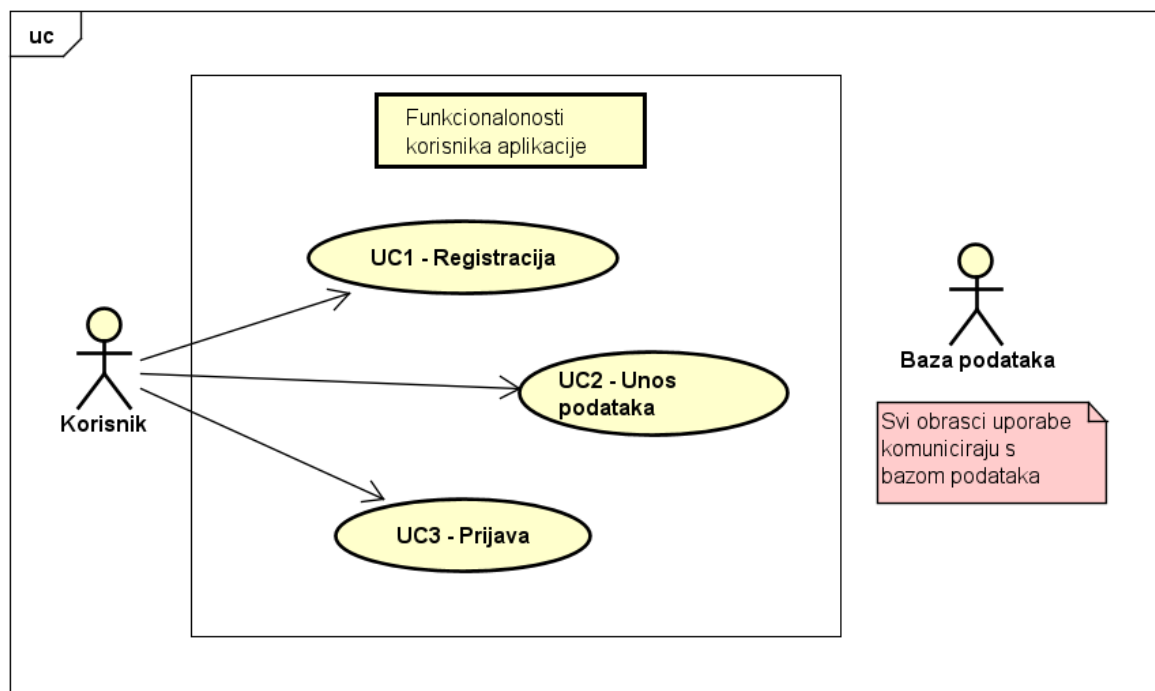 uc
Funkcionalonosti
korisnika aplikacije
UC1 - Registracija
UC2 - Unos
podataka
UC3 - Prijava
Korisnik
Baza podataka
Svi obrasci uporabe
komuniciraju s
bazom podataka